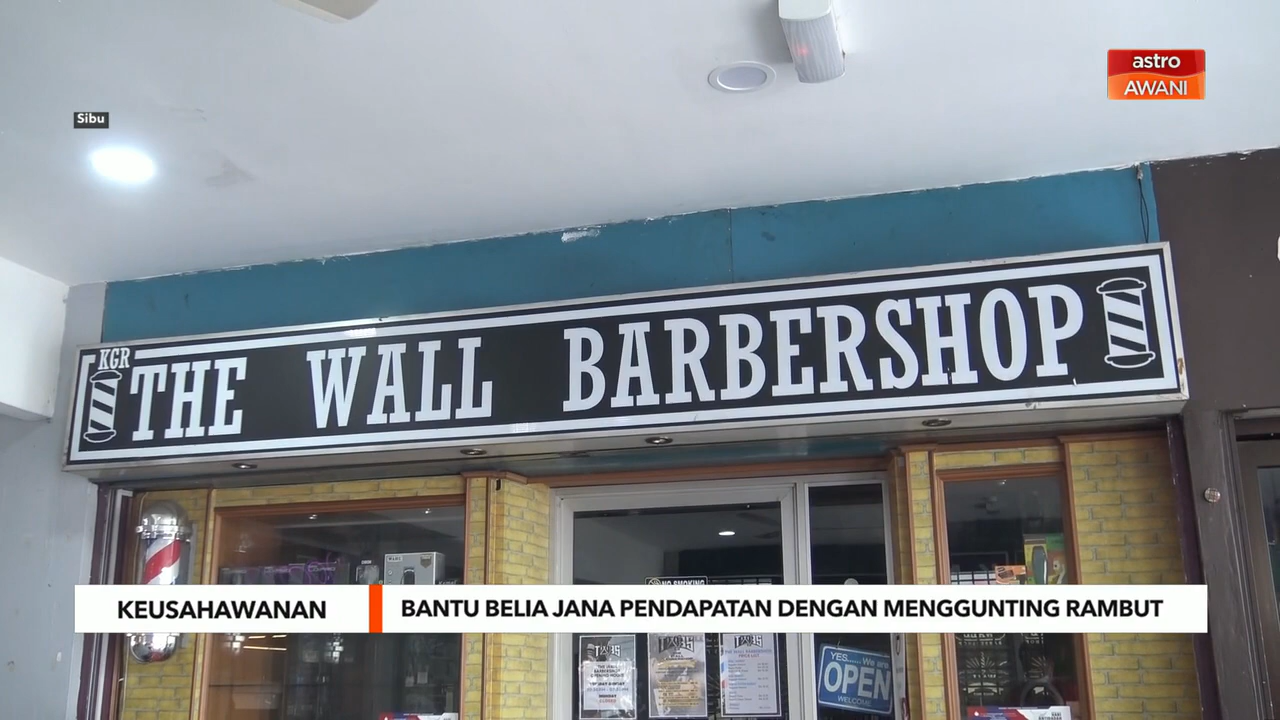 astro
AWANI
Sibu
KGR
THE WALL BARBERSHOP
WAHL
NO SMOKING
KEUSAHAWANAN
BANTU BELIA JANA PENDAPATAN DENGAN MENGGUNTING RAMBUT
YES..... We are
OPEN
WELCOME